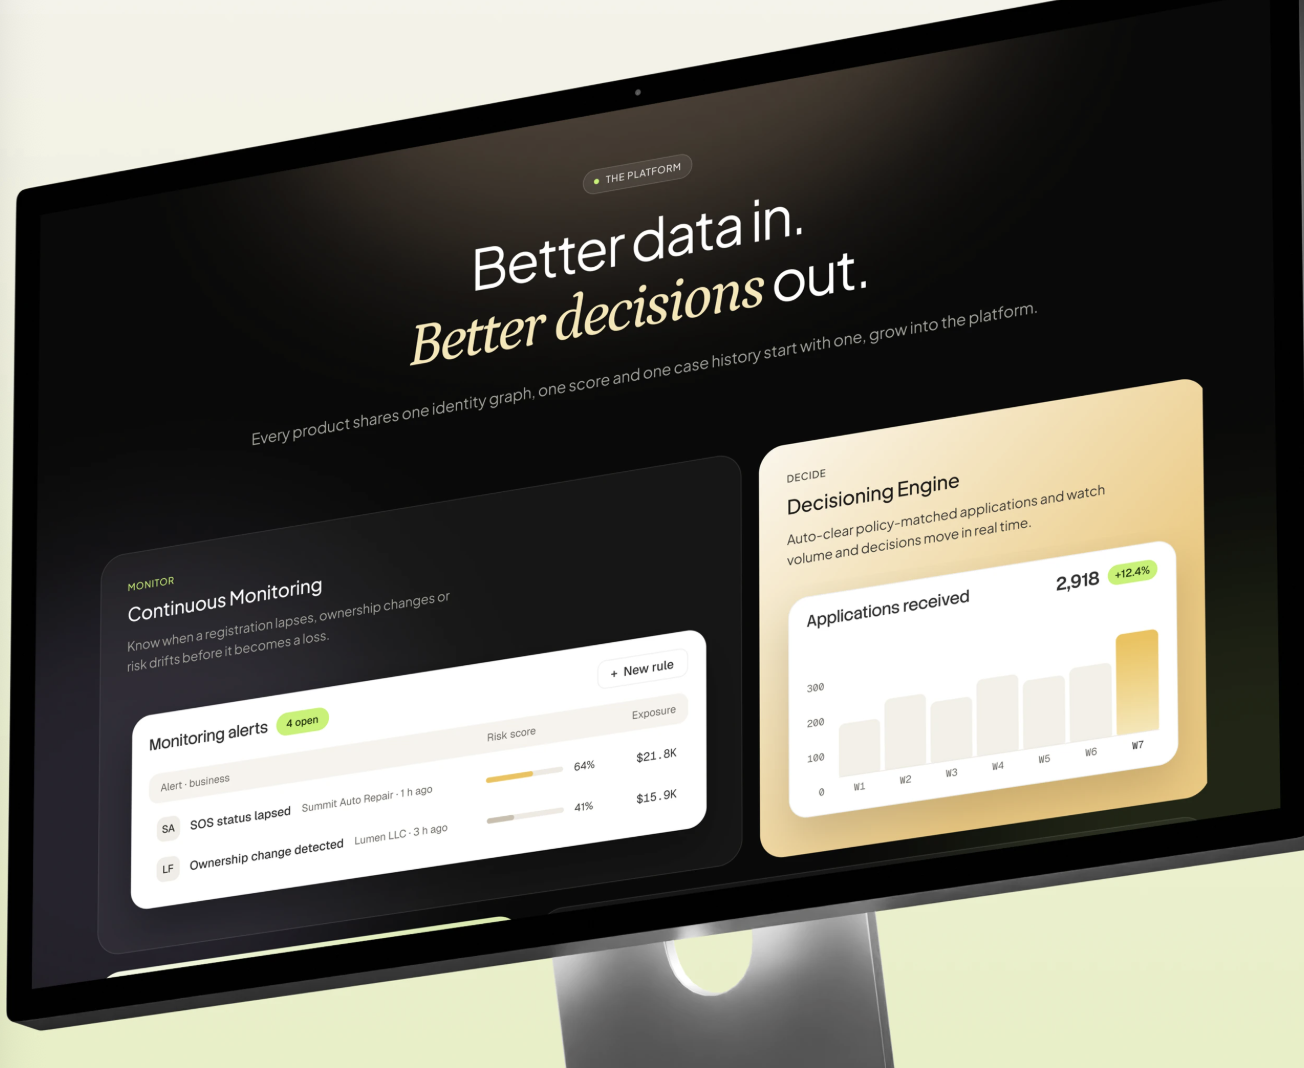 THE PLATFORM
Better data in.
Better decisions out.
Every product shares one identity graph, one score and one case history start with one, grow into the platform.
MONITOR
Continuous Monitoring
Know when a registration lapses, ownership changes or
risk drifts before it becomes a loss.
Monitoring alerts 4 open + New rule
Alert · business Risk score Exposure
SA SOS status lapsed Summit Auto Repair · 1 h ago 64% $21.8K
LF Ownership change detected Lumen LLC · 3 h ago 41% $15.9K
DECIDE
Decisioning Engine
Auto-clear policy-matched applications and watch
volume and decisions move in real time.
Applications received 2,918 +12.4%
300
200
100
0
W1 W2 W3 W4 W5 W6 W7